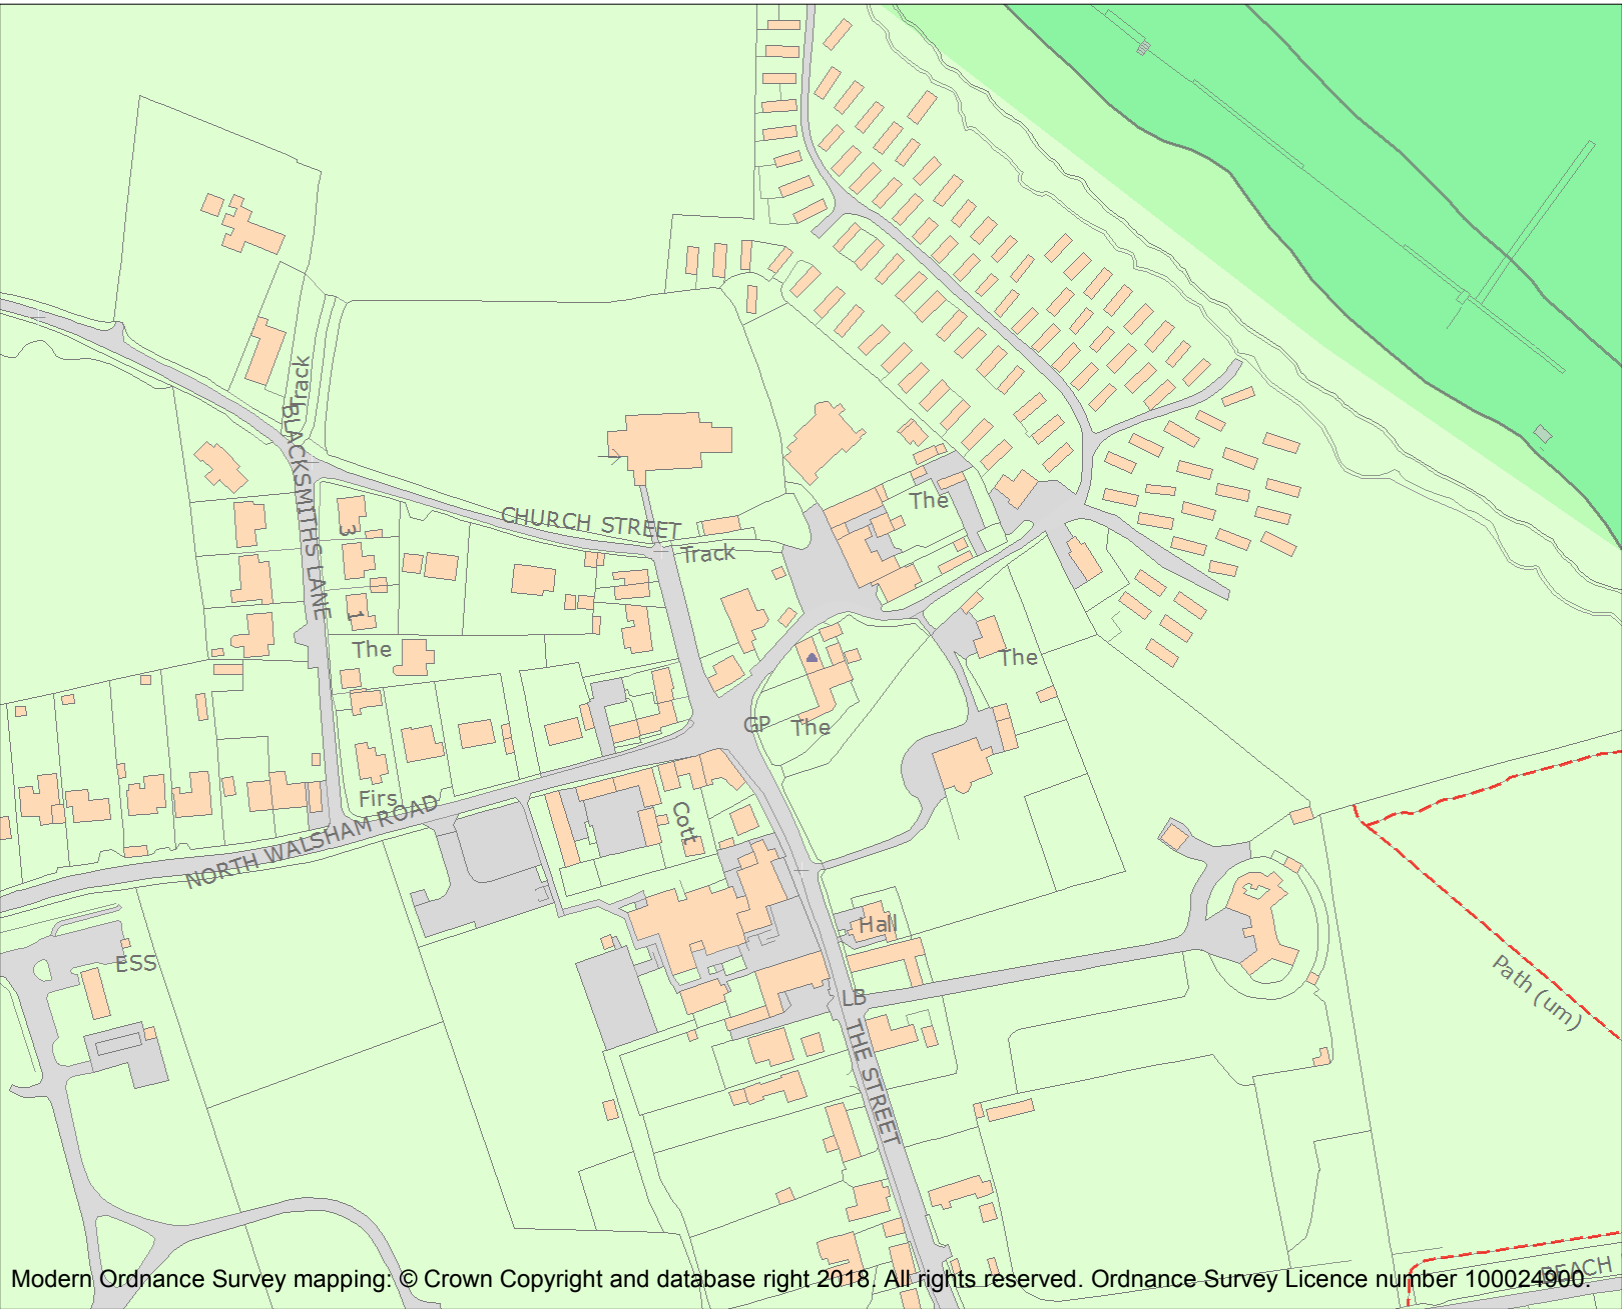 Track
BLACKSMITHS LANE
CHURCH STREET
The
3
Track
1
The
The
GP
The
Firs
NORTH WALSHAM ROAD
Cott
Hall
ESS
LB
Path (um)
THE STREET
BEACH
Modern Ordnance Survey mapping: © Crown Copyright and database right 2018. All rights reserved. Ordnance Survey Licence number 100024900.